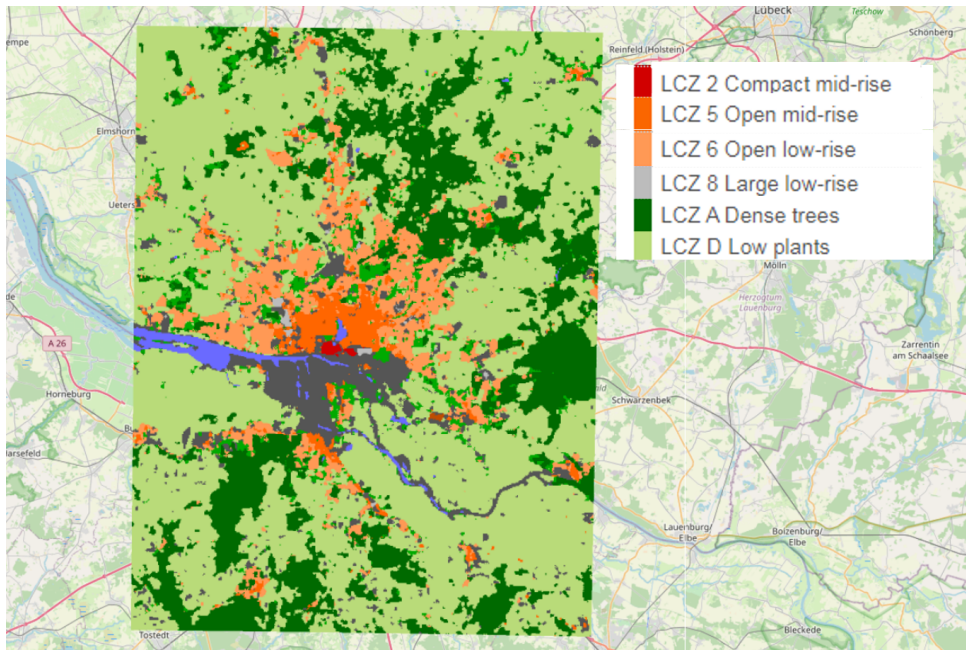 Lübeck
Teschow
Schönberg
Reinfeld (Holstein)
Elmshorn
LCZ 2 Compact mid-rise
LCZ 5 Open mid-rise
LCZ 6 Open low-rise
LCZ 8 Large low-rise
LCZ A Dense trees
LCZ D Low plants
Ueters
Mölln
Herzogtum
Lauenburg
A 26
Zarrentin
am Schaalsee
Horneburg
Schwarzenbek
Bu
arsefeld
Lauenburg/
Elbe
Boizenburg/
Elbe
Bleckede
Tostedt